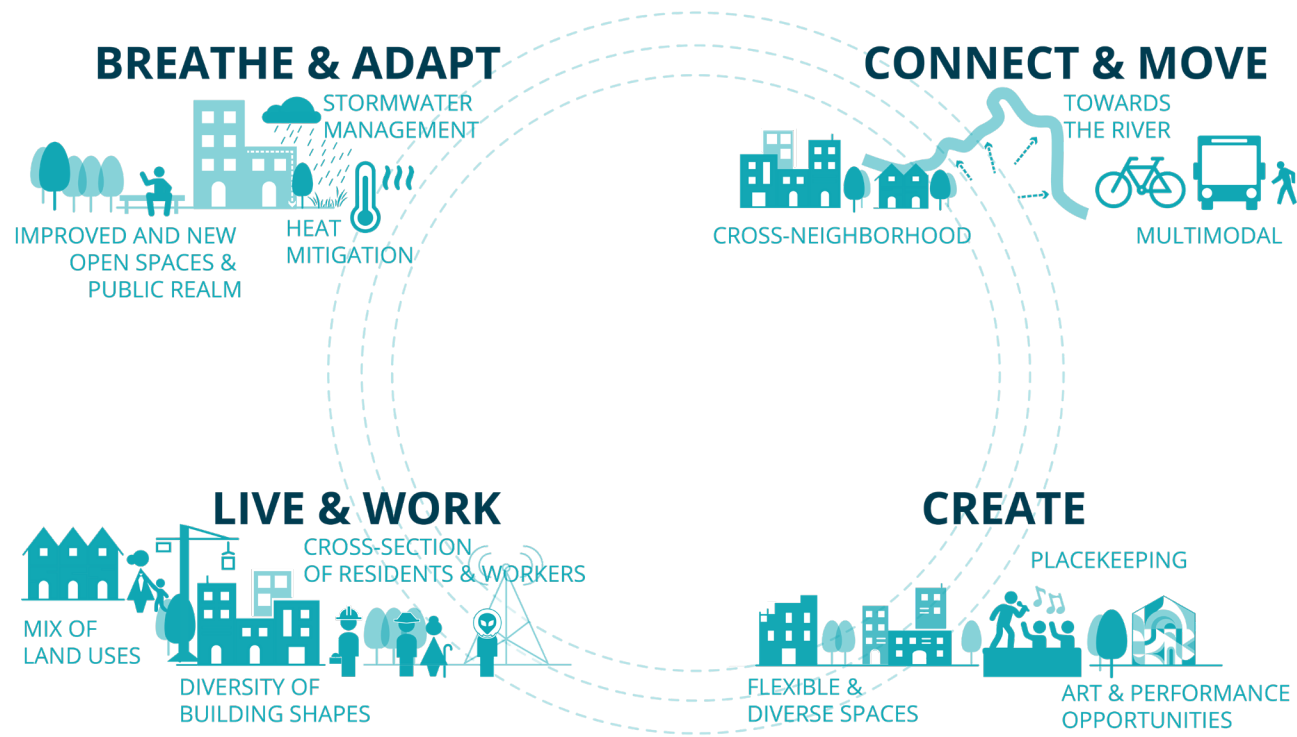 BREATHE & ADAPT
STORMWATER
MANAGEMENT
HEAT
MITIGATION
IMPROVED AND NEW
OPEN SPACES &
PUBLIC REALM
CONNECT & MOVE
TOWARDS
THE RIVER
CROSS-NEIGHBORHOOD
MULTIMODAL
LIVE & WORK
CROSS-SECTION
OF RESIDENTS & WORKERS
MIX OF
LAND USES
DIVERSITY OF
BUILDING SHAPES
CREATE
PLACEKEEPING
FLEXIBLE &
DIVERSE SPACES
ART & PERFORMANCE
OPPORTUNITIES